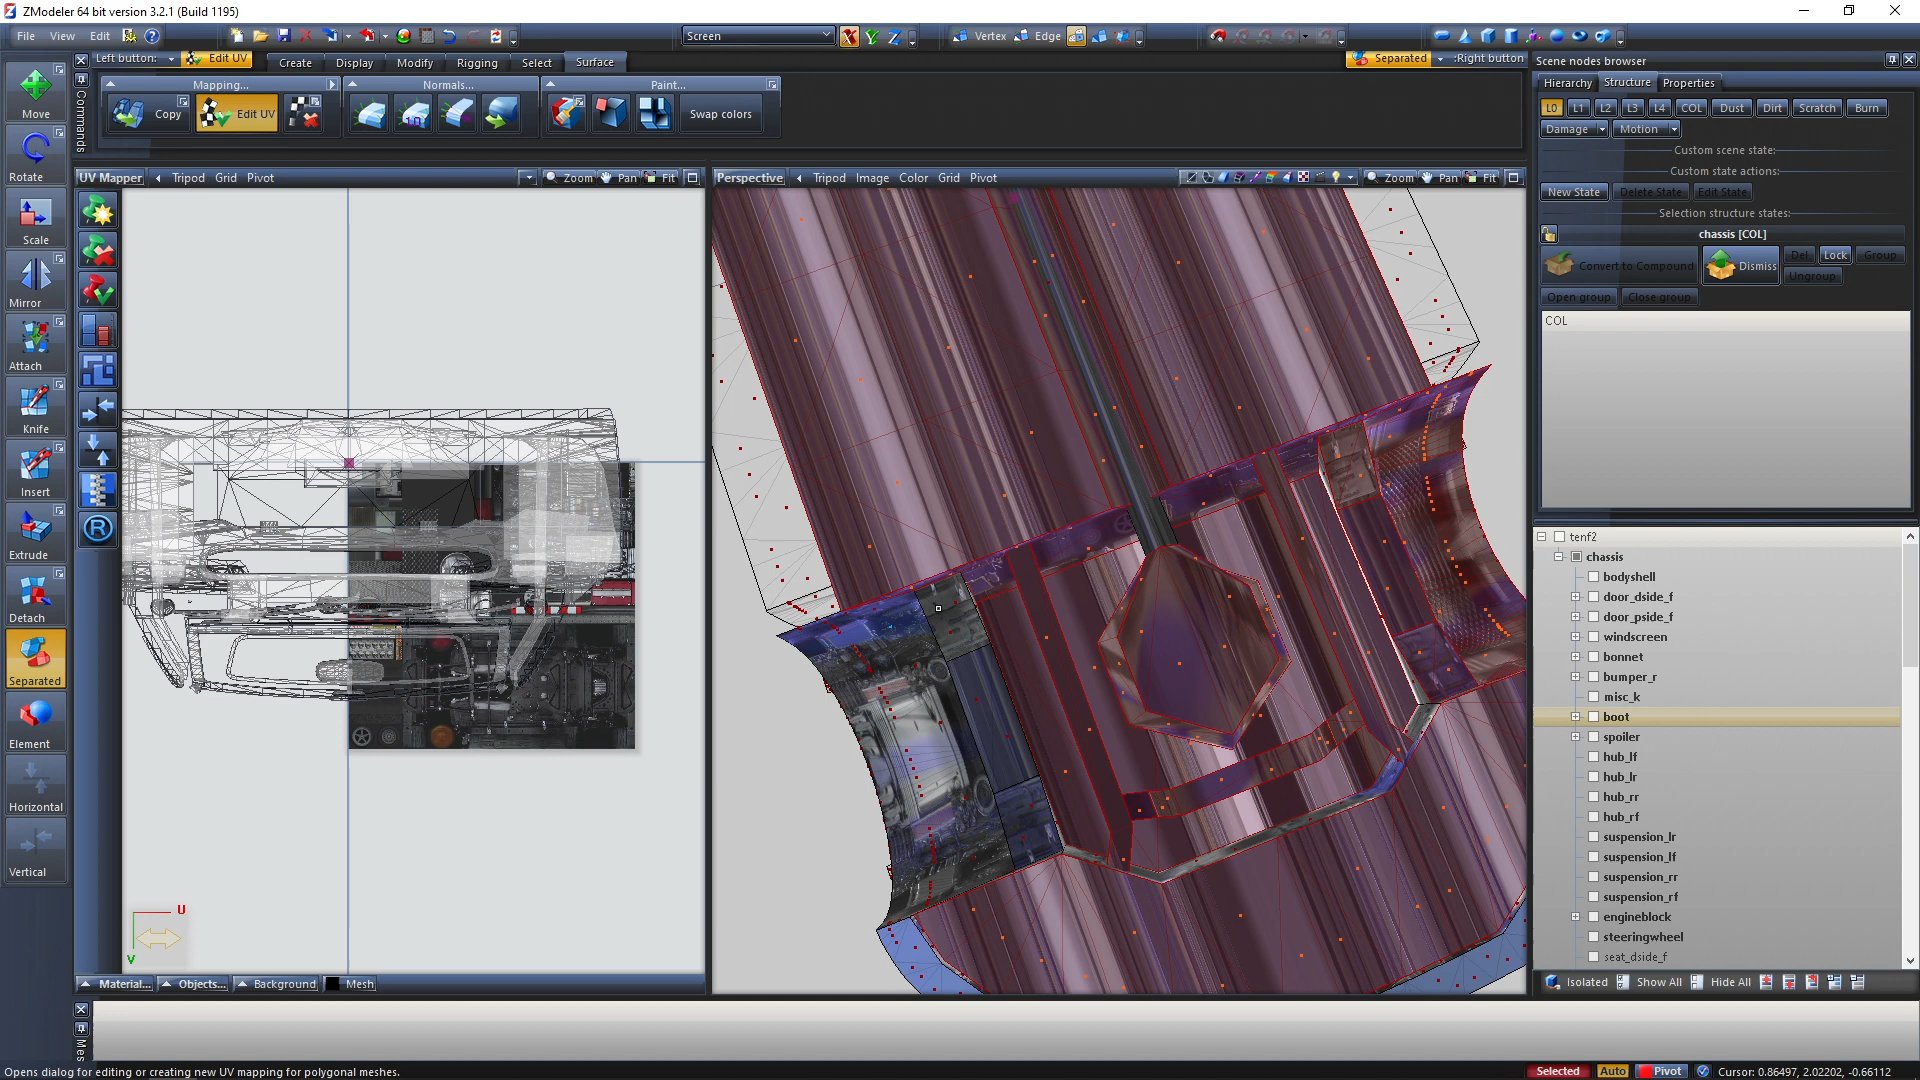 ZModeler 64 bit version 3.2.1 (Build 1195)
File View Edit
Screen
Vertex Edge
Left button: Edit UV
Create Display Modify Rigging Select Surface
Separated :Right button
Scene nodes browser
Hierarchy Structure Properties
Mapping... Normals... Paint...
Copy Edit UV Swap colors
Commands
L0 L1 L2 L3 L4 COL Dust Dirt Scratch Burn
Damage Motion
Custom scene state:
Custom state actions:
New State Delete State Edit State
Selection structure states:
chassis [COL]
Convert to Compound Dismiss Del Lock Group
Ungroup
Open group Close group
COL
Move
Rotate
Scale
Mirror
Attach
Knife
Insert
Extrude
Detach
Separated
Element
Horizontal
Vertical
UV Mapper Tripod Grid Pivot Zoom Pan Fit
Perspective Tripod Image Color Grid Pivot Zoom Pan Fit
U
V
tenf2
chassis
bodyshell
door_dside_f
door_pside_f
windscreen
bonnet
bumper_r
misc_k
boot
spoiler
hub_lf
hub_lr
hub_rr
hub_rf
suspension_lr
suspension_lf
suspension_rr
suspension_rf
engineblock
steeringwheel
seat_dside_f
Material... Objects... Background Mesh
Isolated Show All Hide All
Mes
Opens dialog for editing or creating new UV mapping for polygonal meshes.
Selected Auto Pivot Cursor: 0.86497, 2.02202, -0.66112